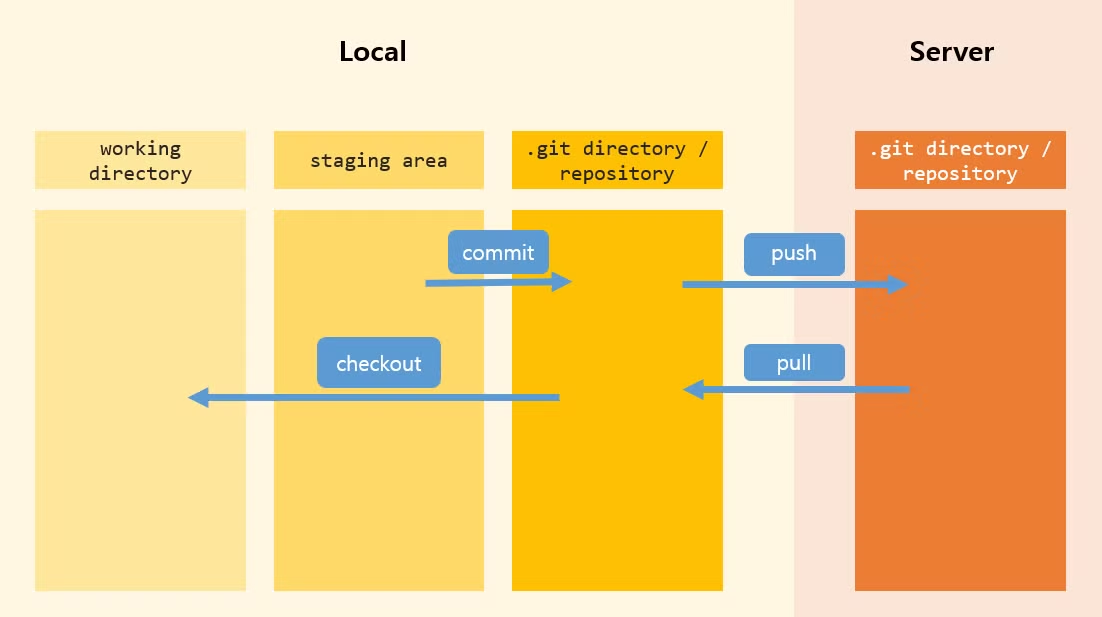 Local
Server
working
directory
staging area
.git directory /
repository
.git directory /
repository
commit
push
checkout
pull